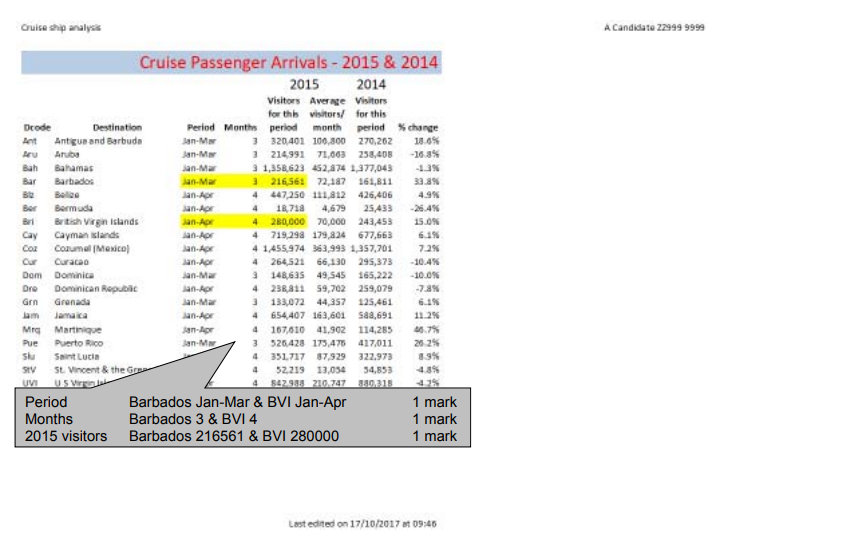 Cruise ship analysis A Candidate ZZ999 9999
Cruise Passenger Arrivals - 2015 & 2014
2015 2014
Visitors Average Visitors
for this visitors/ for this
Dcode Destination Period Months period month period % change
Ant Antigua and Barbuda Jan-Mar 3 320,401 106,800 270,262 18.6%
Aru Aruba Jan-Mar 3 214,991 71,663 258,408 -16.8%
Bah Bahamas Jan-Mar 3 1,358,623 452,874 1,377,043 -1.3%
Bar Barbados Jan-Mar 3 216,561 72,187 161,811 33.8%
Blz Belize Jan-Apr 4 447,250 111,812 426,406 4.9%
Ber Bermuda Jan-Apr 4 18,718 4,679 25,433 -26.4%
Bri British Virgin Islands Jan-Apr 4 280,000 70,000 243,453 15.0%
Cay Cayman Islands Jan-Apr 4 719,298 179,824 677,663 6.1%
Coz Cozumel (Mexico) Jan-Apr 4 1,455,974 363,993 1,357,701 7.2%
Cur Curacao Jan-Apr 4 264,521 66,130 295,373 -10.4%
Dom Dominica Jan-Mar 3 148,635 49,545 165,222 -10.0%
Dre Dominican Republic Jan-Apr 4 238,811 59,702 259,079 -7.8%
Grn Grenada Jan-Mar 3 133,072 44,357 125,461 6.1%
Jam Jamaica Jan-Apr 4 654,407 163,601 588,691 11.2%
Mrq Martinique Jan-Apr 4 167,610 41,902 114,285 46.7%
Pue Puerto Rico Jan-Mar 3 526,428 175,476 417,011 26.2%
Slu Saint Lucia 4 351,717 87,929 322,973 8.9%
StV St. Vincent & the 4 52,219 13,054 54,853 -4.8%
UVI U S Virgin 4 842,988 210,747 880,318 -4.2%
Period Barbados Jan-Mar & BVI Jan-Apr 1 mark
Months Barbados 3 & BVI 4 1 mark
2015 visitors Barbados 216561 & BVI 280000 1 mark
Last edited on 17/10/2017 at 09:46